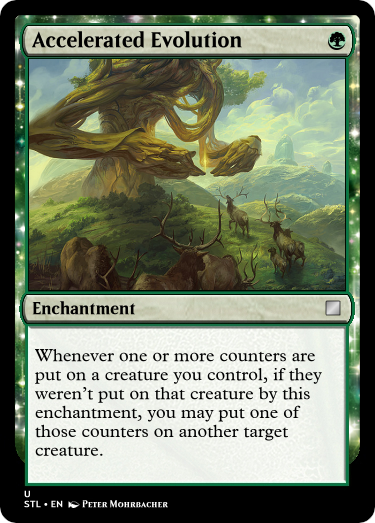 Accelerated Evolution
Enchantment
Whenever one or more counters are
put on a creature you control, if they
weren't put on that creature by this
enchantment, you may put one of
those counters on another target
creature.
U
STL • EN Peter Mohrbacher